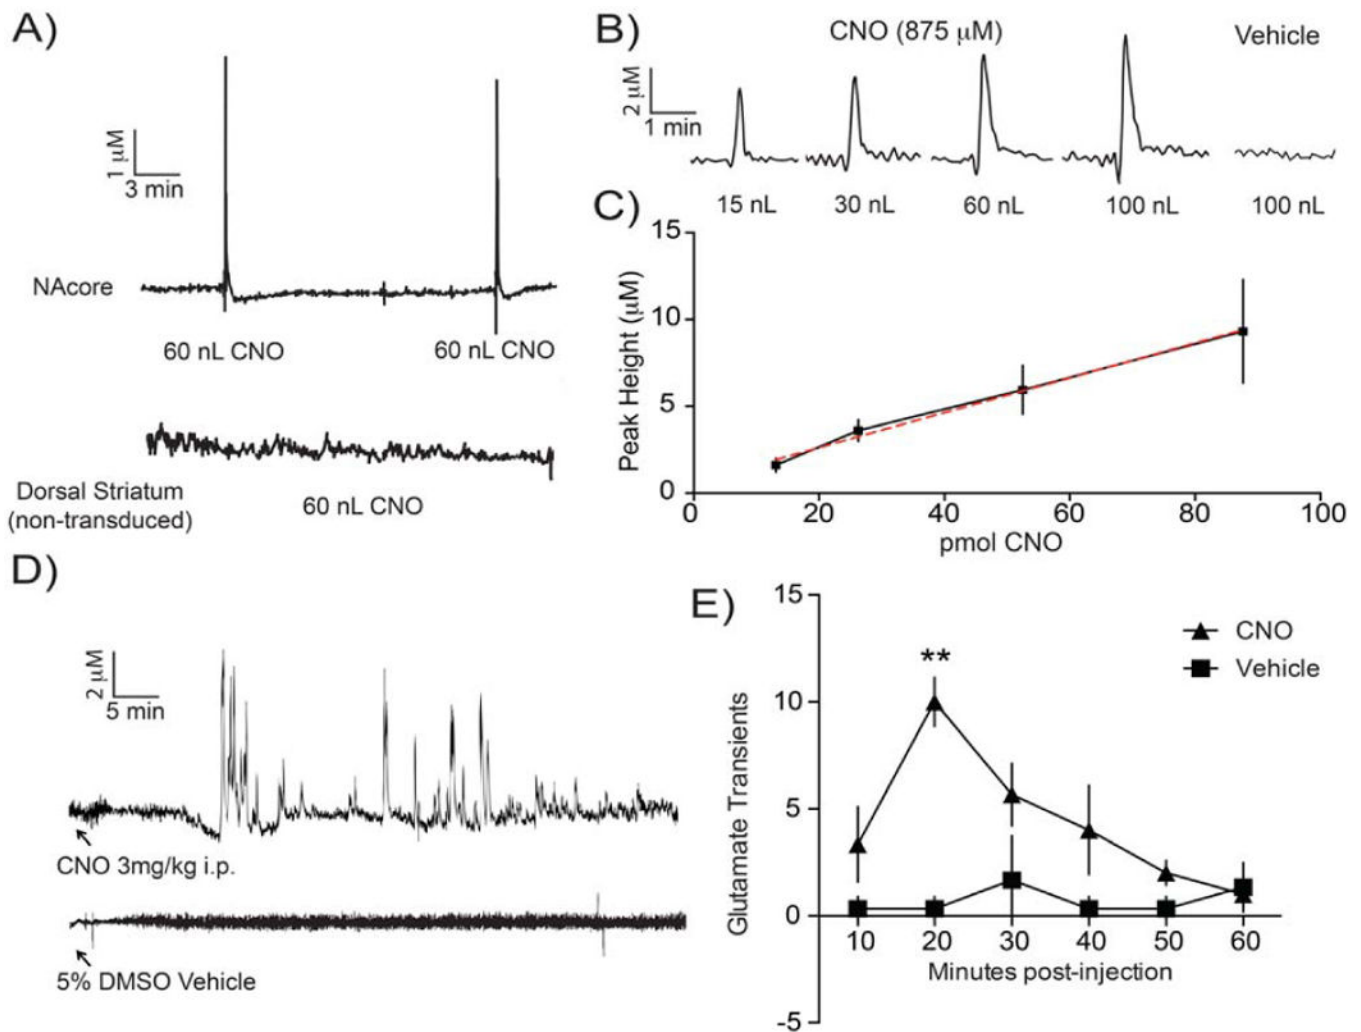 A)
1 μM
3 min
NAcore
60 nL CNO
60 nL CNO
Dorsal Striatum
(non-transduced)
60 nL CNO
B)
CNO (875 μM)
Vehicle
2 μM
1 min
15 nL
30 nL
60 nL
100 nL
100 nL
C)
15
10
5
0
Peak Height (μM)
0
20
40
60
80
100
pmol CNO
D)
2 μM
5 min
CNO 3mg/kg i.p.
5% DMSO Vehicle
E)
15
10
5
0
-5
Glutamate Transients
**
CNO
Vehicle
10
20
30
40
50
60
Minutes post-injection